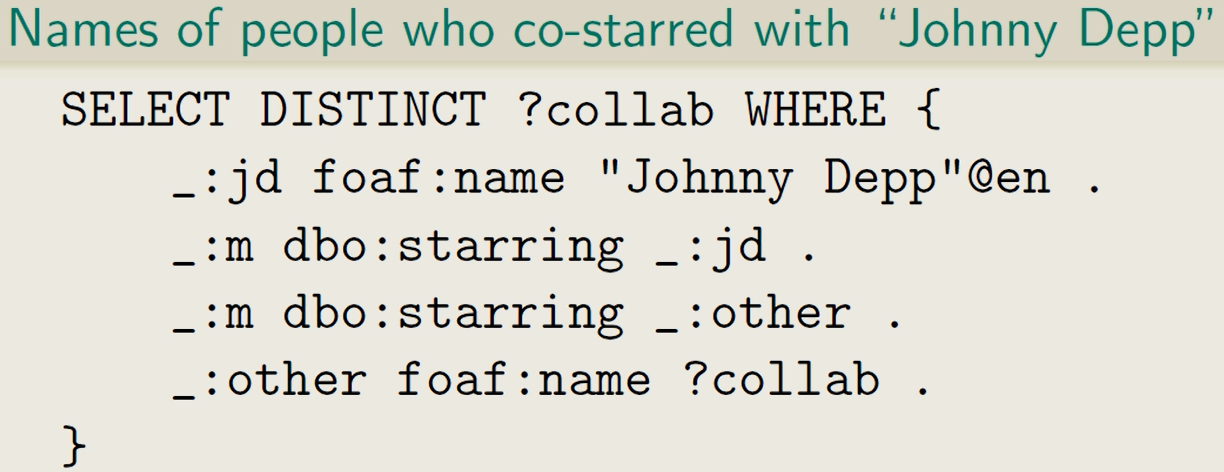 Names of people who co-starred with “Johnny Depp”
SELECT DISTINCT ?collab WHERE {
_:jd foaf:name "Johnny Depp"@en .
_:m dbo:starring _:jd .
_:m dbo:starring _:other .
_:other foaf:name ?collab .
}